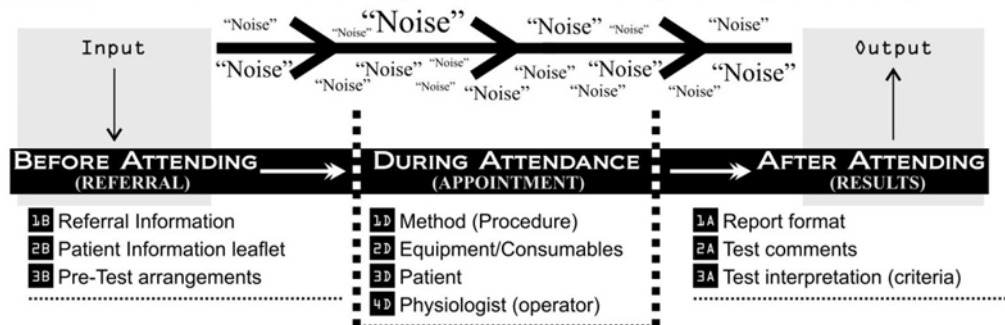 "Noise" "Noise" "Noise" "Noise" "Noise" "Noise"
Input
Output
"Noise" "Noise" "Noise" "Noise" "Noise" "Noise"
"Noise" "Noise" "Noise" "Noise" "Noise"
BEFORE ATTENDING
(REFERRAL)
DURING ATTENDANCE
(APPOINTMENT)
AFTER ATTENDING
(RESULTS)
1B Referral Information
2B Patient Information leaflet
3B Pre-Test arrangements
1D Method (Procedure)
2D Equipment/Consumables
3D Patient
4D Physiologist (operator)
1A Report format
2A Test comments
3A Test interpretation (criteria)